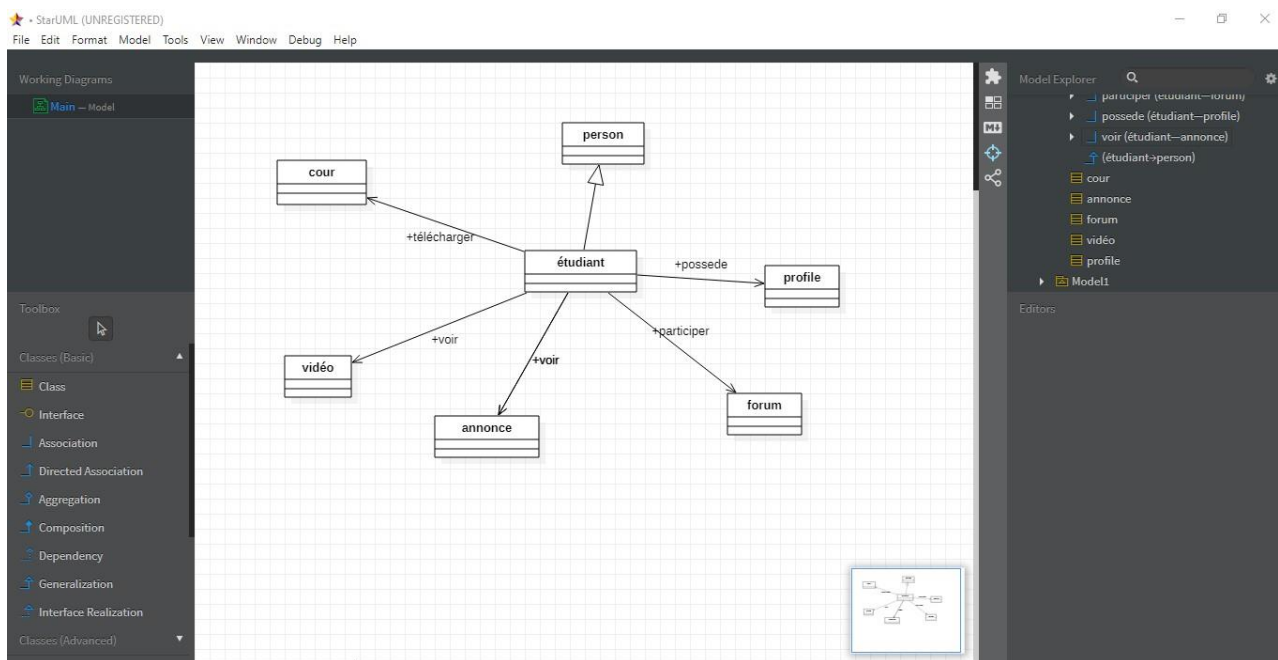 • StarUML (UNREGISTERED)
File Edit Format Model Tools View Window Debug Help
Working Diagrams
Main — Model
Toolbox
Classes (Basic)
Class
Interface
Association
Directed Association
Aggregation
Composition
Dependency
Generalization
Interface Realization
Classes (Advanced)
person
cour
+télécharger
étudiant
+possede
profile
+participer
+voir
vidéo
+voir
annonce
forum
M
Model Explorer
participer (étudiant—forum)
possede (étudiant—profile)
voir (étudiant—annonce)
(étudiant→person)
cour
annonce
forum
vidéo
profile
Model1
Editors